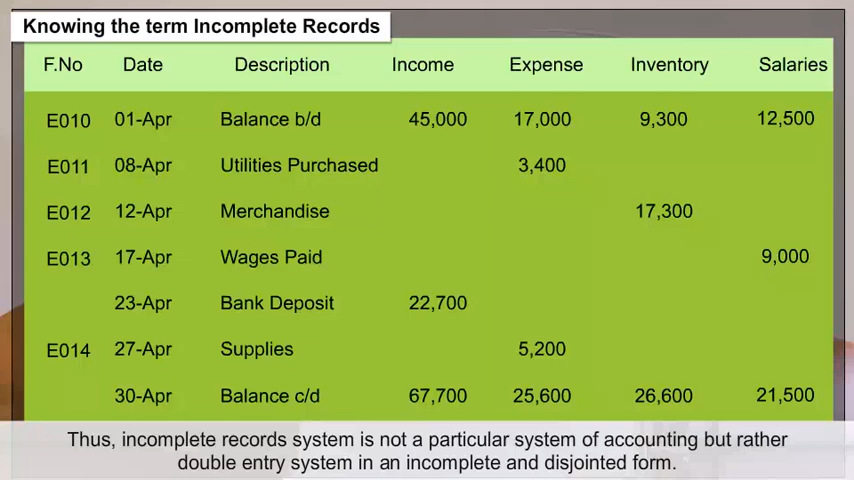 Knowing the term Incomplete Records
F.No Date Description Income Expense Inventory Salaries
E010 01-Apr Balance b/d 45,000 17,000 9,300 12,500
E011 08-Apr Utilities Purchased 3,400
E012 12-Apr Merchandise 17,300
E013 17-Apr Wages Paid 9,000
23-Apr Bank Deposit 22,700
E014 27-Apr Supplies 5,200
30-Apr Balance c/d 67,700 25,600 26,600 21,500
Thus, incomplete records system is not a particular system of accounting but rather
double entry system in an incomplete and disjointed form.